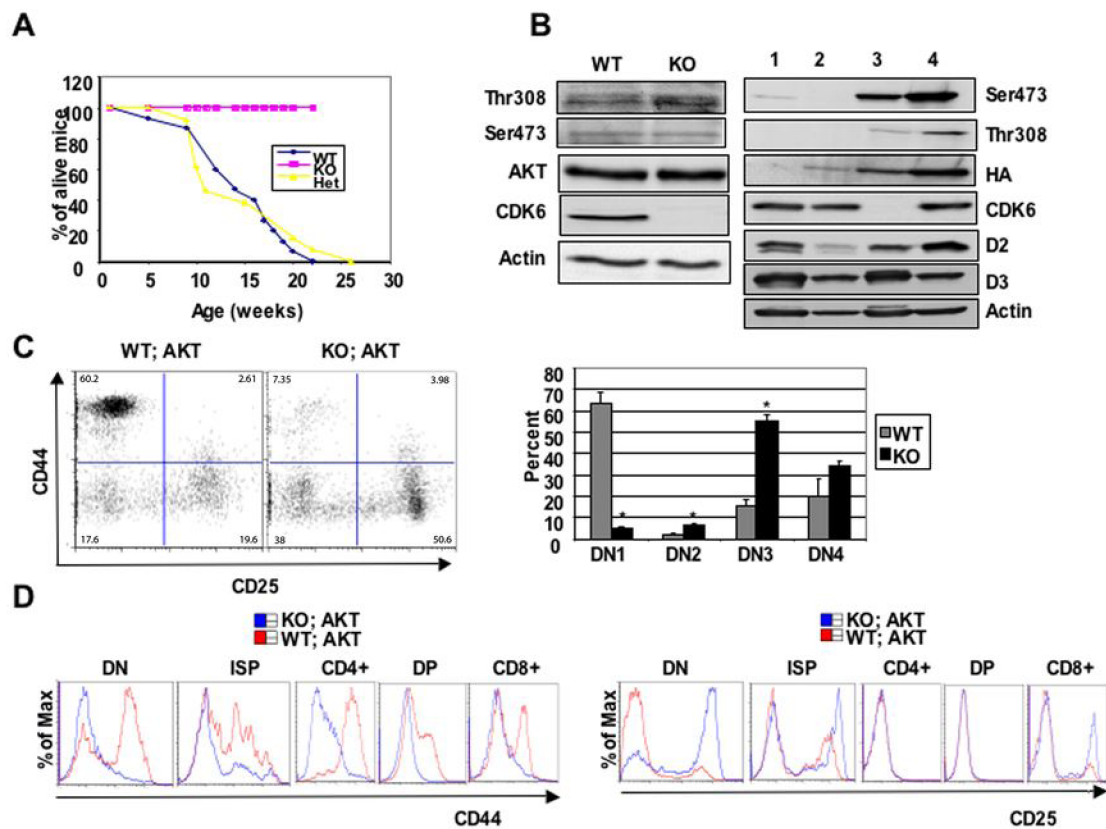 A
120
100
80
60
40
20
0
% of alive mice
WT
KO
Het
0 5 10 15 20 25 30
Age (weeks)
B
WT KO
Thr308
Ser473
AKT
CDK6
Actin
1 2 3 4
Ser473
Thr308
HA
CDK6
D2
D3
Actin
C
WT; AKT KO; AKT
60.2 2.61 7.35 3.98
17.6 19.6 38 50.6
CD44
CD25
80
70
60
50
40
30
20
10
0
Percent
* * *
WT
KO
DN1 DN2 DN3 DN4
D
KO; AKT
WT; AKT
DN ISP CD4+ DP CD8+
% of Max
CD44
KO; AKT
WT; AKT
DN ISP CD4+ DP CD8+
% of Max
CD25